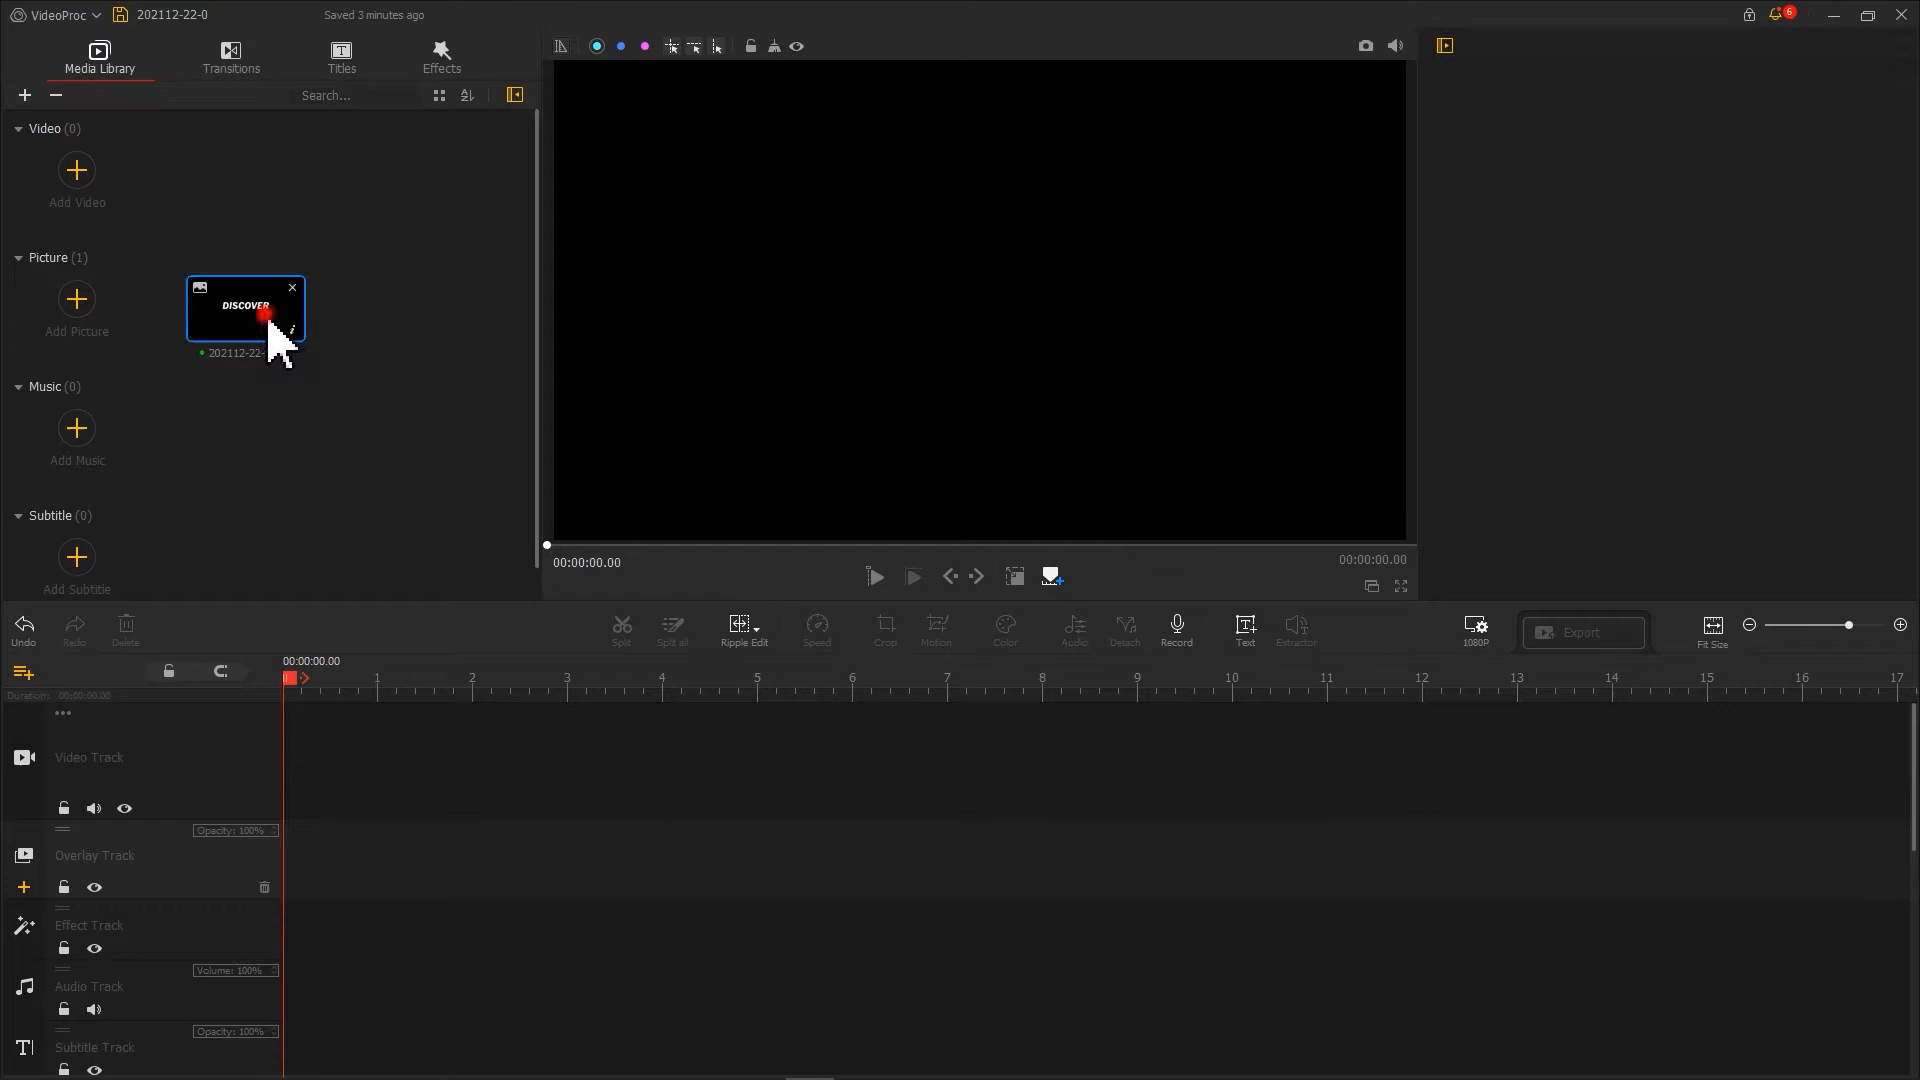 VideoProc
202112-22-0
Saved 3 minutes ago
6
Media Library
Transitions
Titles
Effects
Search...
Video (0)
Add Video
Picture (1)
Add Picture
DISCOVER
202112-22-
Music (0)
Add Music
Subtitle (0)
Add Subtitle
00:00:00.00
00:00:00.00
Undo
Redo
Delete
Split
Split all
Ripple Edit
Speed
Crop
Motion
Color
Audio
Detach
Record
Text
Extractor
1080P
Export
Fit Size
00:00:00.00
1 2 3 4 5 6 7 8 9 10 11 12 13 14 15 16 17
Duration: 00:00:00.00
Video Track
Opacity: 100%
Overlay Track
Effect Track
Volume: 100%
Audio Track
Opacity: 100%
Subtitle Track